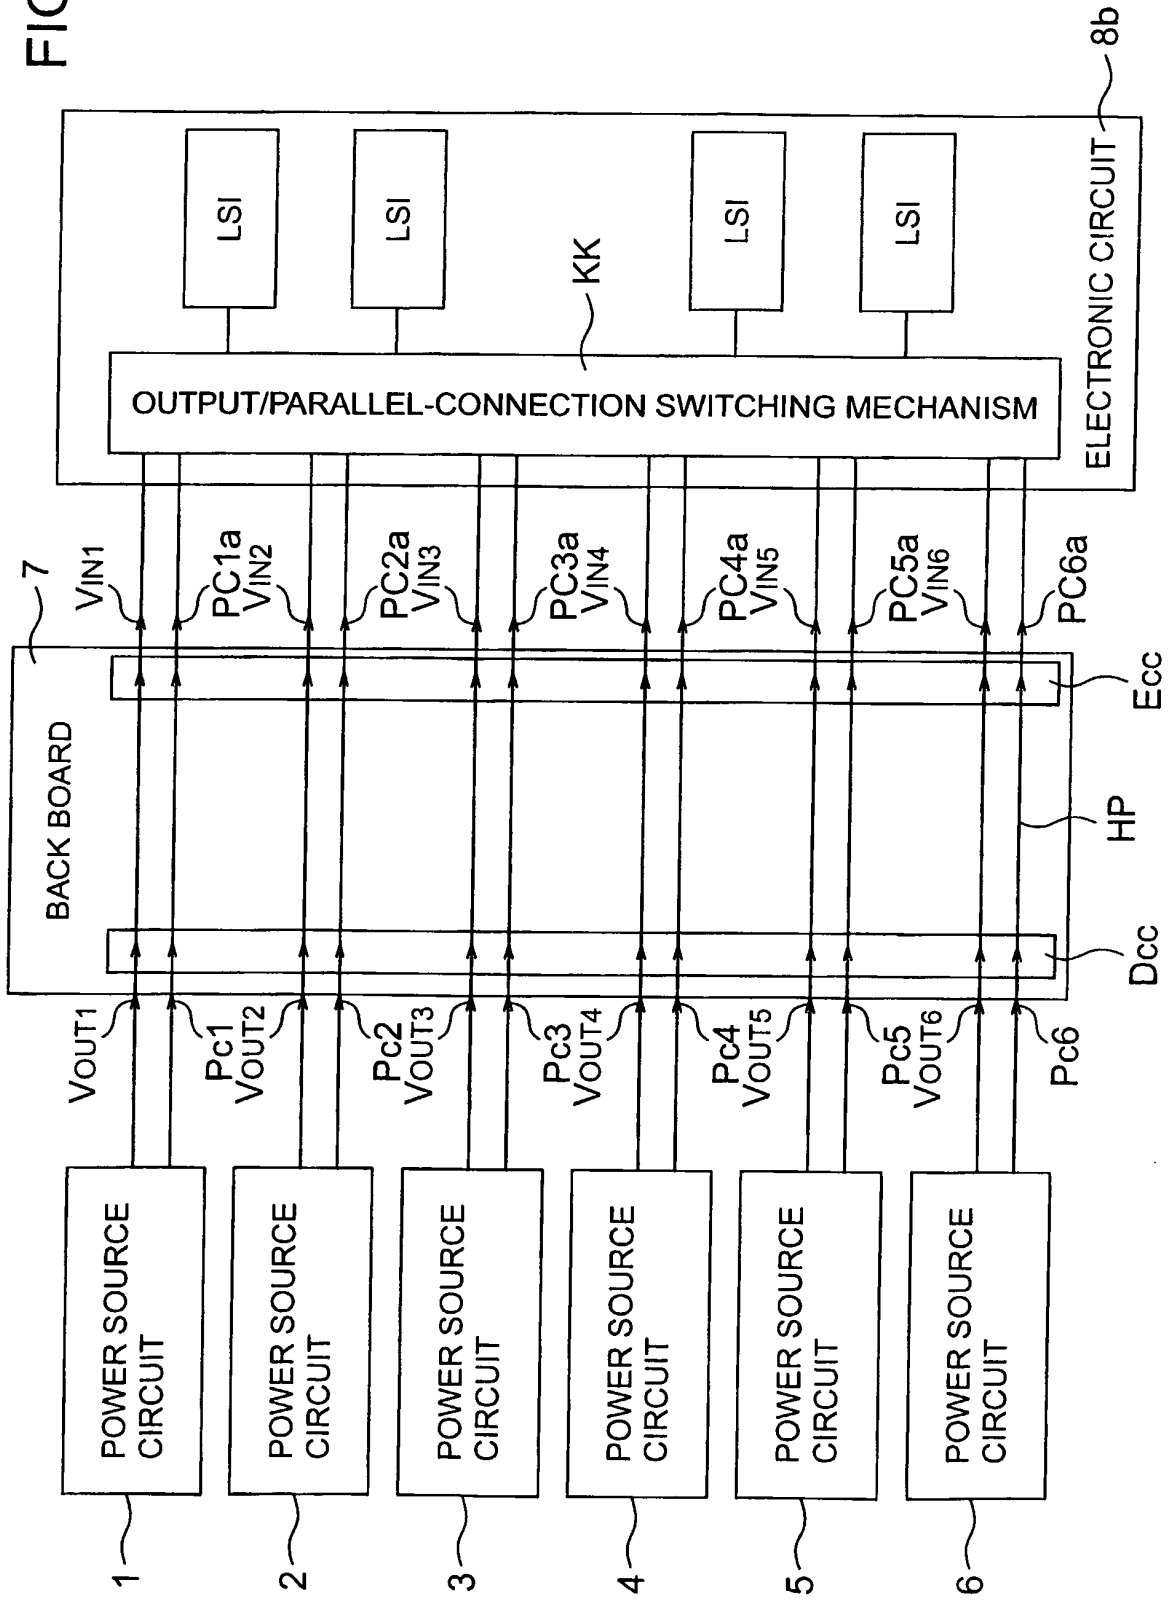 FIG
7
BACK BOARD
VOUT1
VIN1
Pc1
PC1a
VOUT2
VIN2
Pc2
PC2a
VOUT3
VIN3
Pc3
PC3a
VOUT4
VIN4
Pc4
PC4a
VOUT5
VIN5
Pc5
PC5a
VOUT6
VIN6
Pc6
PC6a
1
POWER SOURCE
CIRCUIT
2
POWER SOURCE
CIRCUIT
3
POWER SOURCE
CIRCUIT
4
POWER SOURCE
CIRCUIT
5
POWER SOURCE
CIRCUIT
6
POWER SOURCE
CIRCUIT
Dcc
HP
Ecc
OUTPUT/PARALLEL-CONNECTION SWITCHING MECHANISM
KK
LSI
LSI
LSI
LSI
ELECTRONIC CIRCUIT
8b